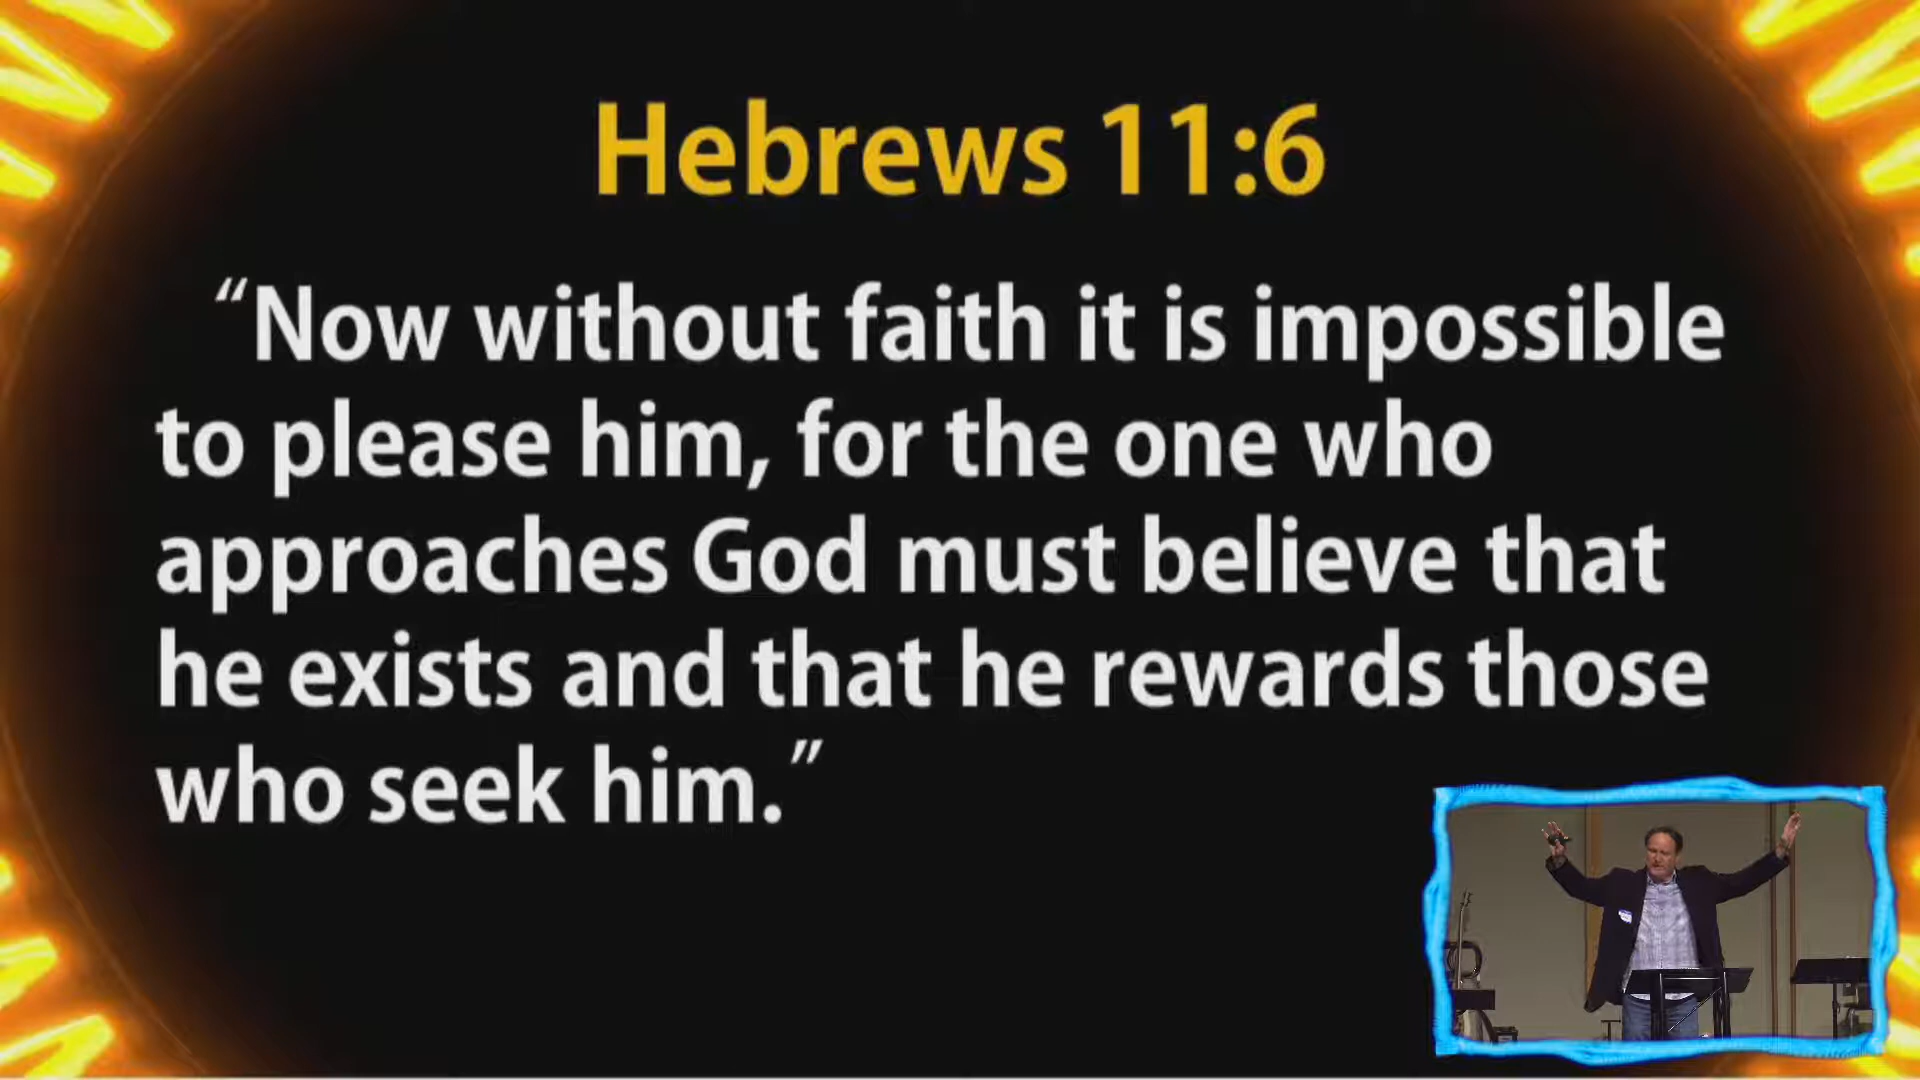 Hebrews 11:6
“Now without faith it is impossible
to please him, for the one who
approaches God must believe that
he exists and that he rewards those
who seek him.”